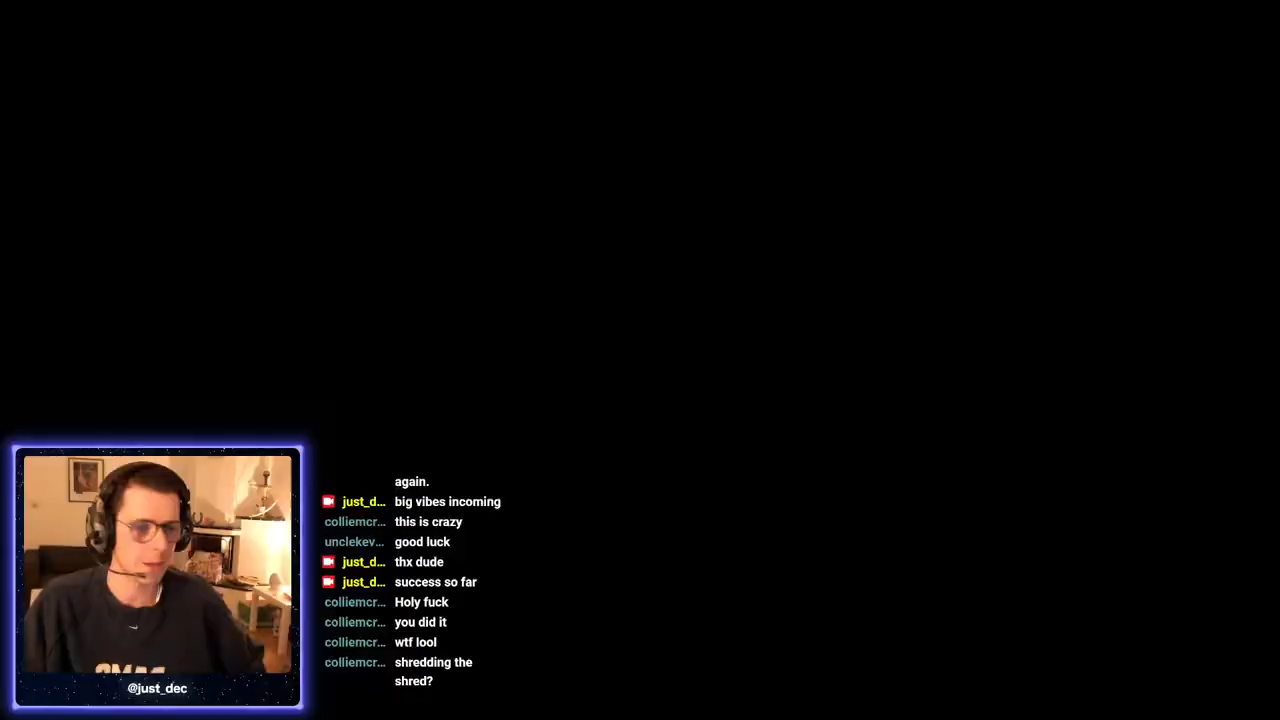 again.
just_d... big vibes incoming
colliemcr... this is crazy
unclekev... good luck
just_d... thx dude
just_d... success so far
colliemcr... Holy fuck
colliemcr... you did it
colliemcr... wtf lool
colliemcr... shredding the
shred?
@just_dec